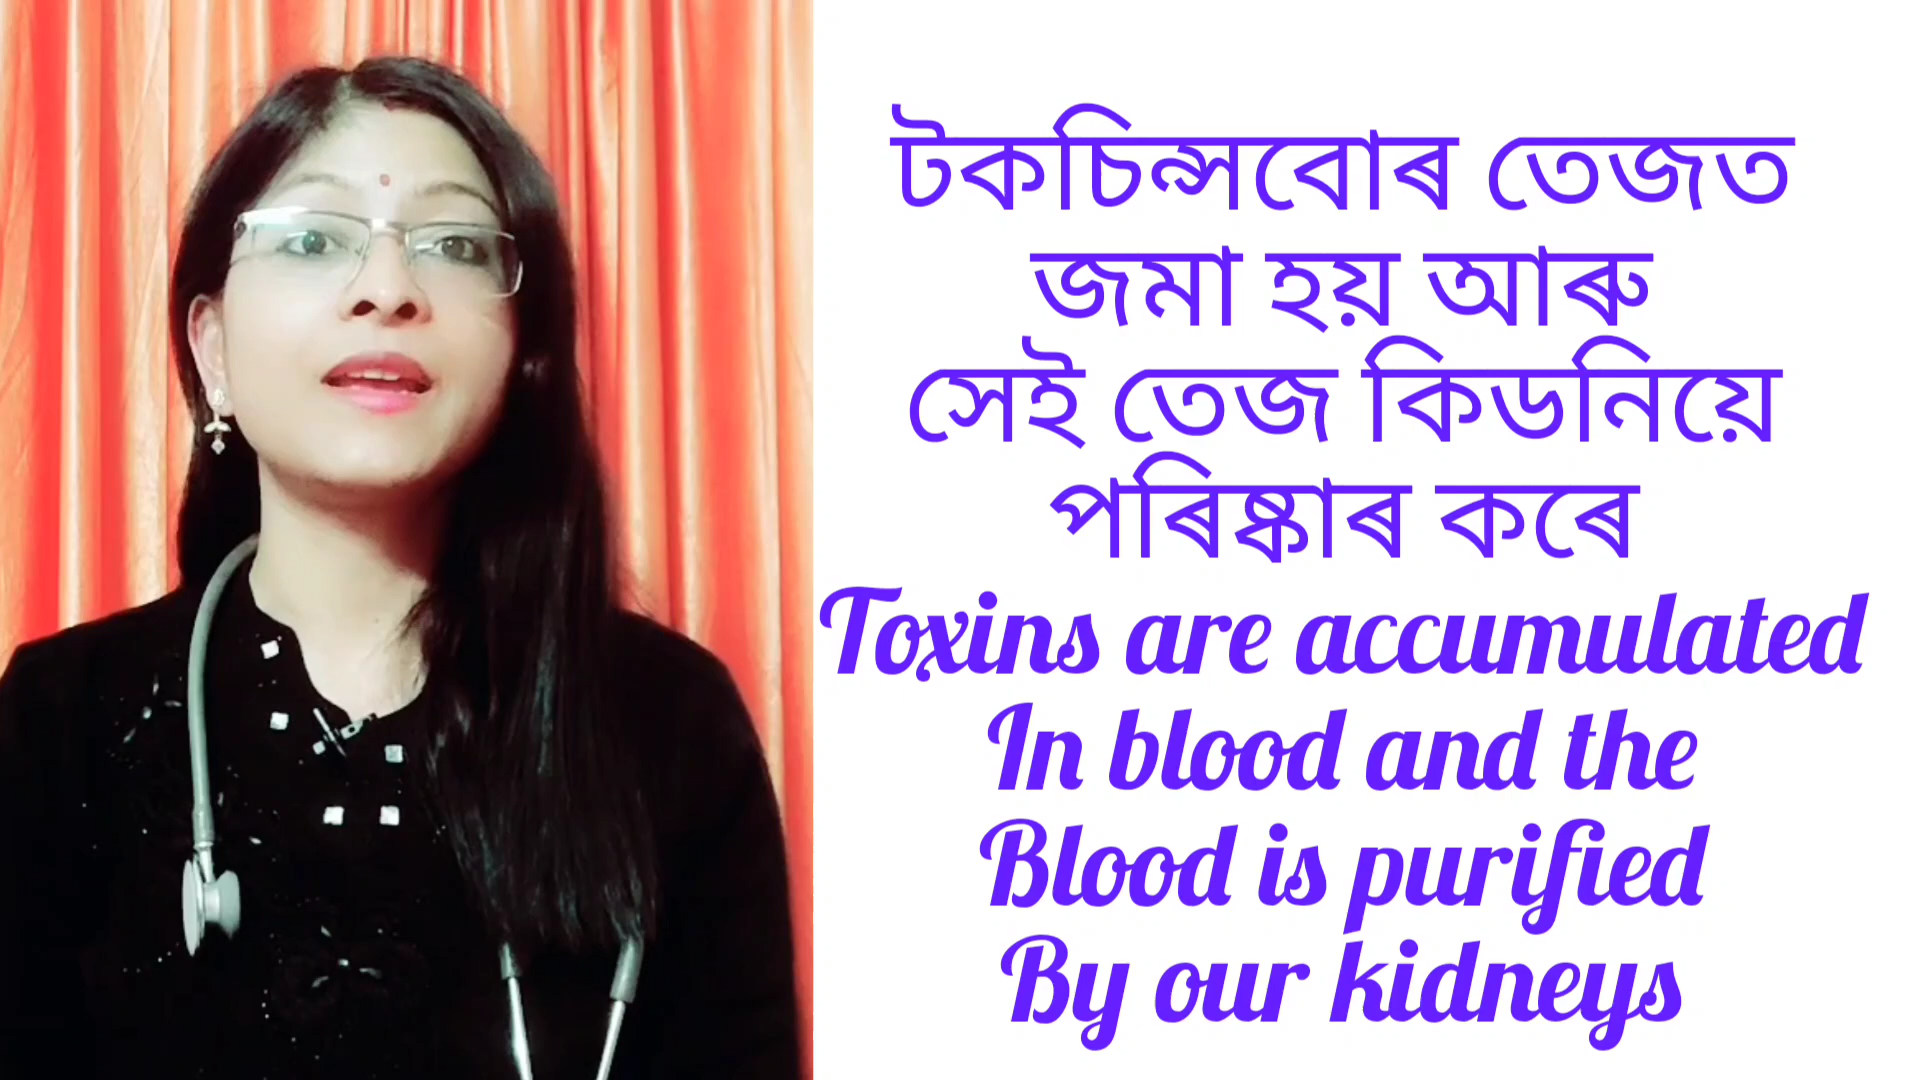 টকচিন্সবোৰ তেজত
জমা হয় আৰু
সেই তেজ কিডনিয়ে
পৰিষ্কাৰ কৰে
Toxins are accumulated
In blood and the
Blood is purified
By our kidneys